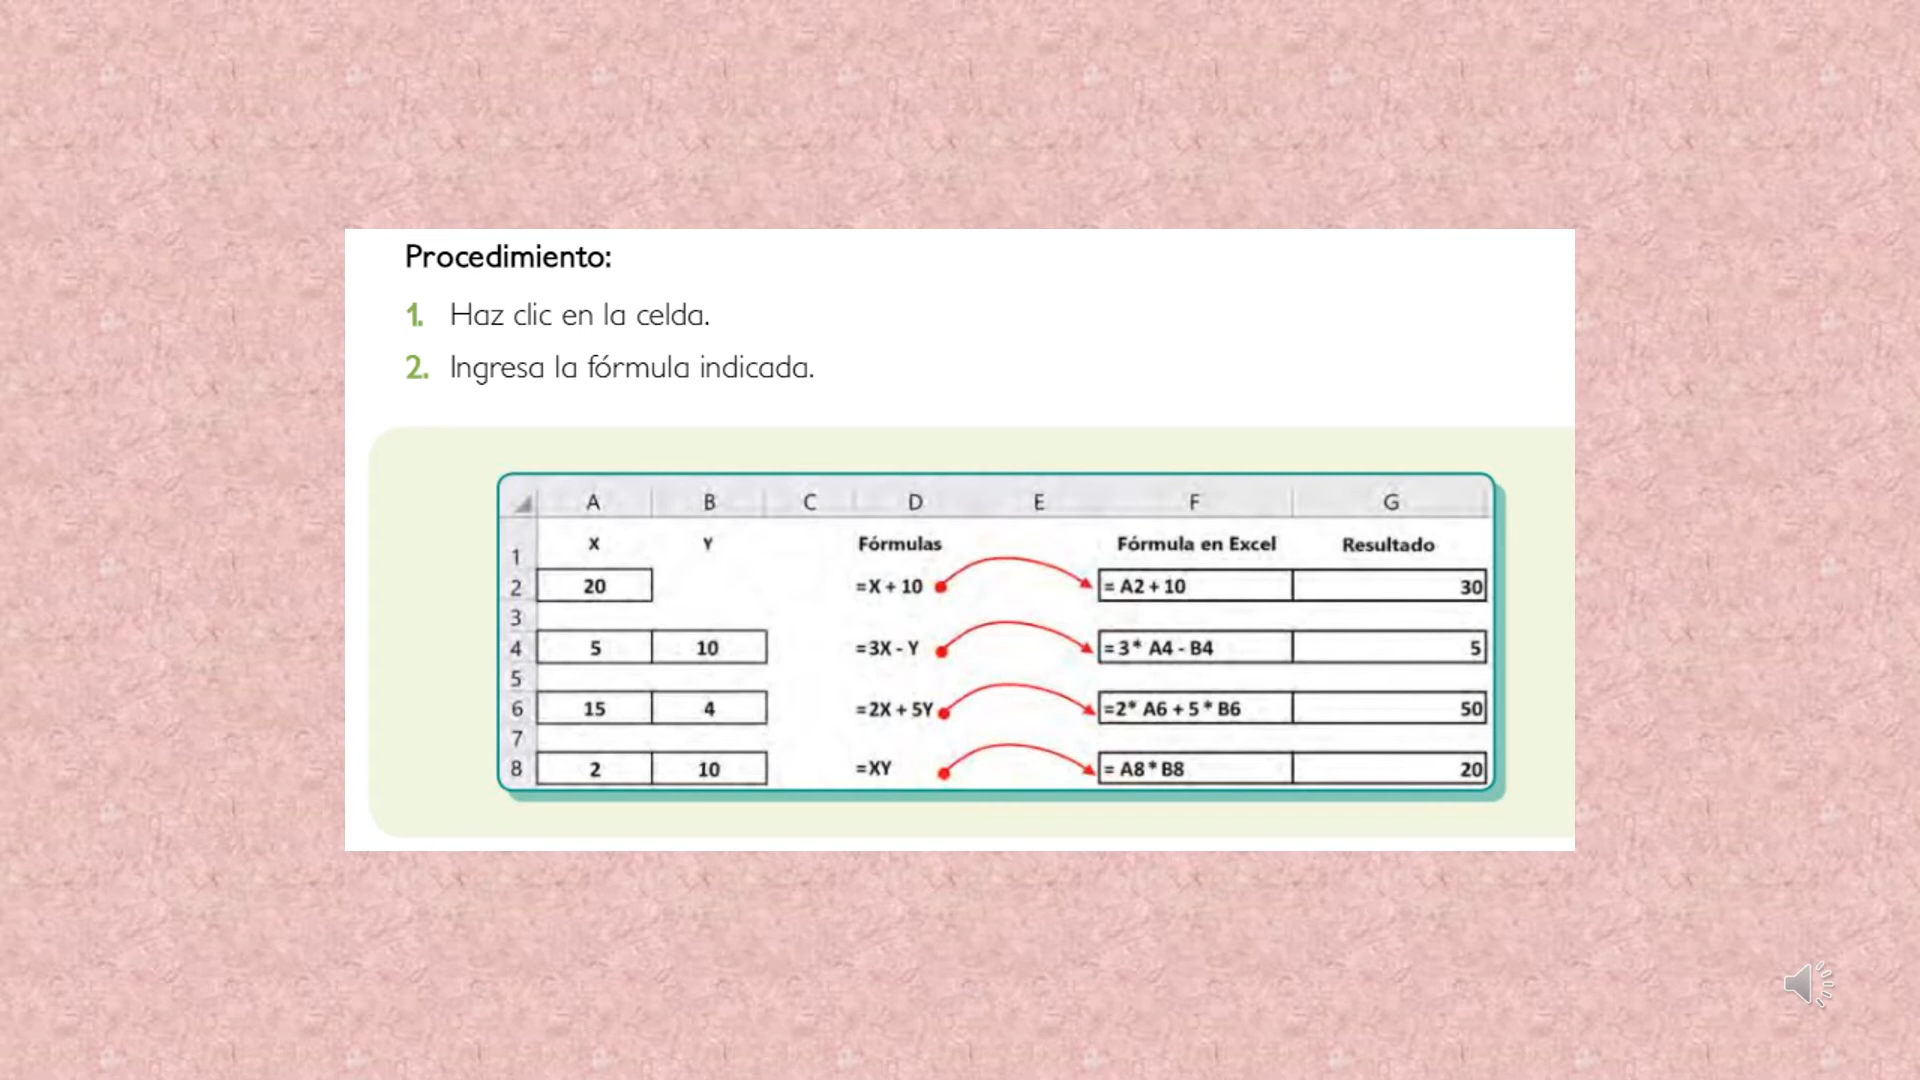 Procedimiento:
1. Haz clic en la celda.
2. Ingresa la fórmula indicada.
A B C D E F G
1 X Y Fórmulas Fórmula en Excel Resultado
2 20 =X + 10 = A2 + 10 30
3
4 5 10 =3X - Y = 3* A4 - B4 5
5
6 15 4 =2X + 5Y =2* A6 + 5 * B6 50
7
8 2 10 =XY = A8 * B8 20